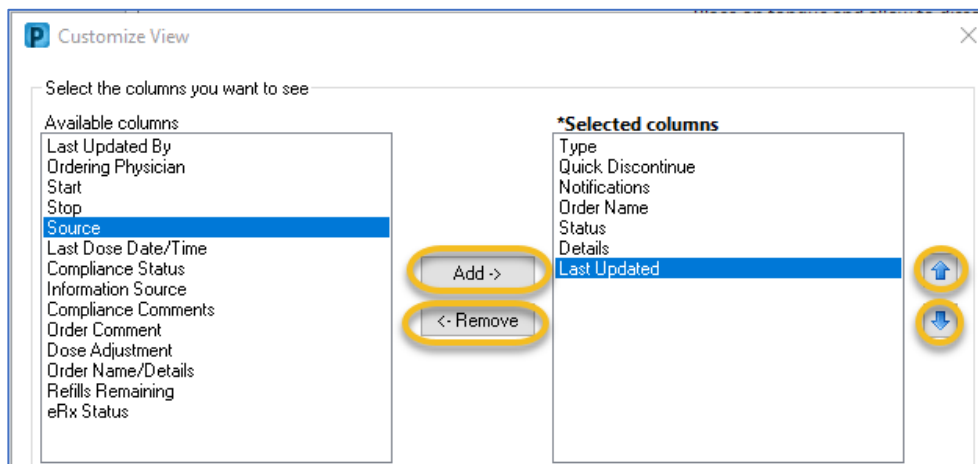 P Customize View
Select the columns you want to see
Available columns
Last Updated By
Ordering Physician
Start
Stop
Source
Last Dose Date/Time
Compliance Status
Information Source
Compliance Comments
Order Comment
Dose Adjustment
Order Name/Details
Refills Remaining
eRx Status
Add ->
<- Remove
*Selected columns
Type
Quick Discontinue
Notifications
Order Name
Status
Details
Last Updated